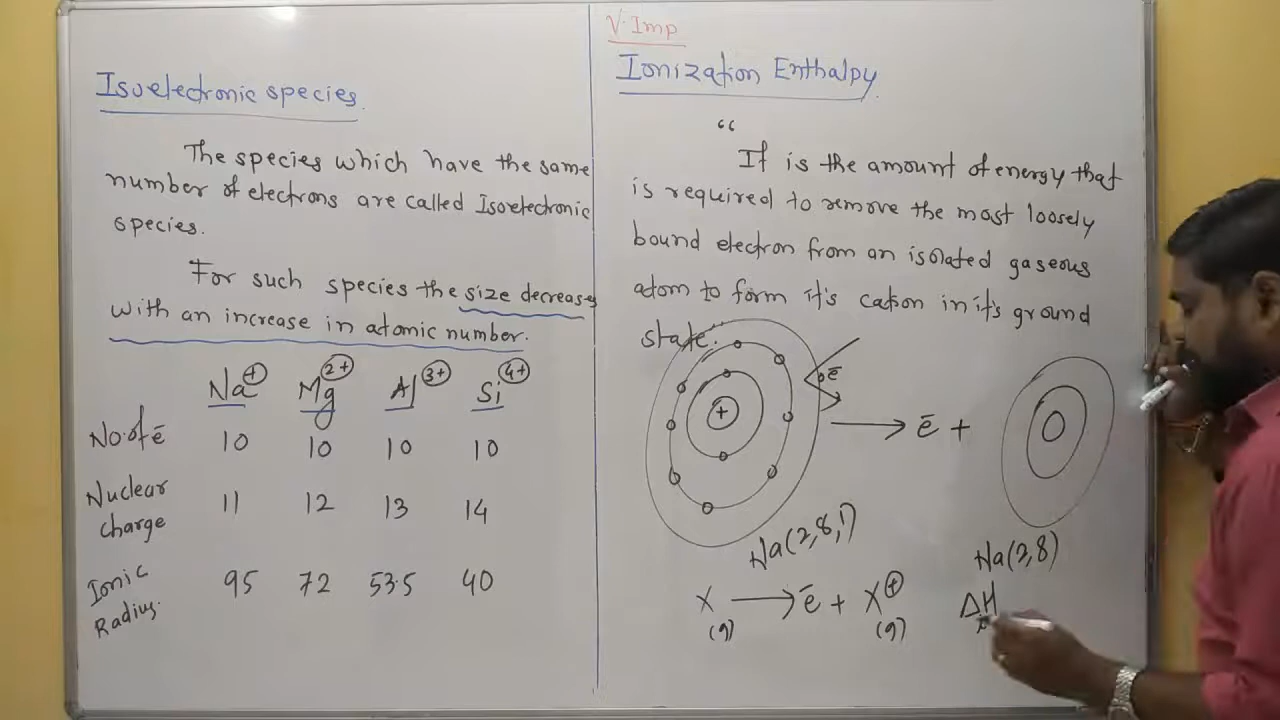 Isoelectronic species.
The species which have the same
number of electrons are called Isoelectronic
species.
For such species the size decreases
with an increase in atomic number.
Na+ Mg2+ Al3+ Si4+
No. of ē 10 10 10 10
Nuclear charge 11 12 13 14
Ionic Radius. 95 72 53.5 40
V. Imp
Ionization Enthalpy.
“ It is the amount of energy that
is required to remove the most loosely
bound electron from an isolated gaseous
atom to form it's cation in it's ground
state."
+ ē → ē +
Na(2,8,1)
Na(2,8)
X (g) → ē + X+ (g) ΔH